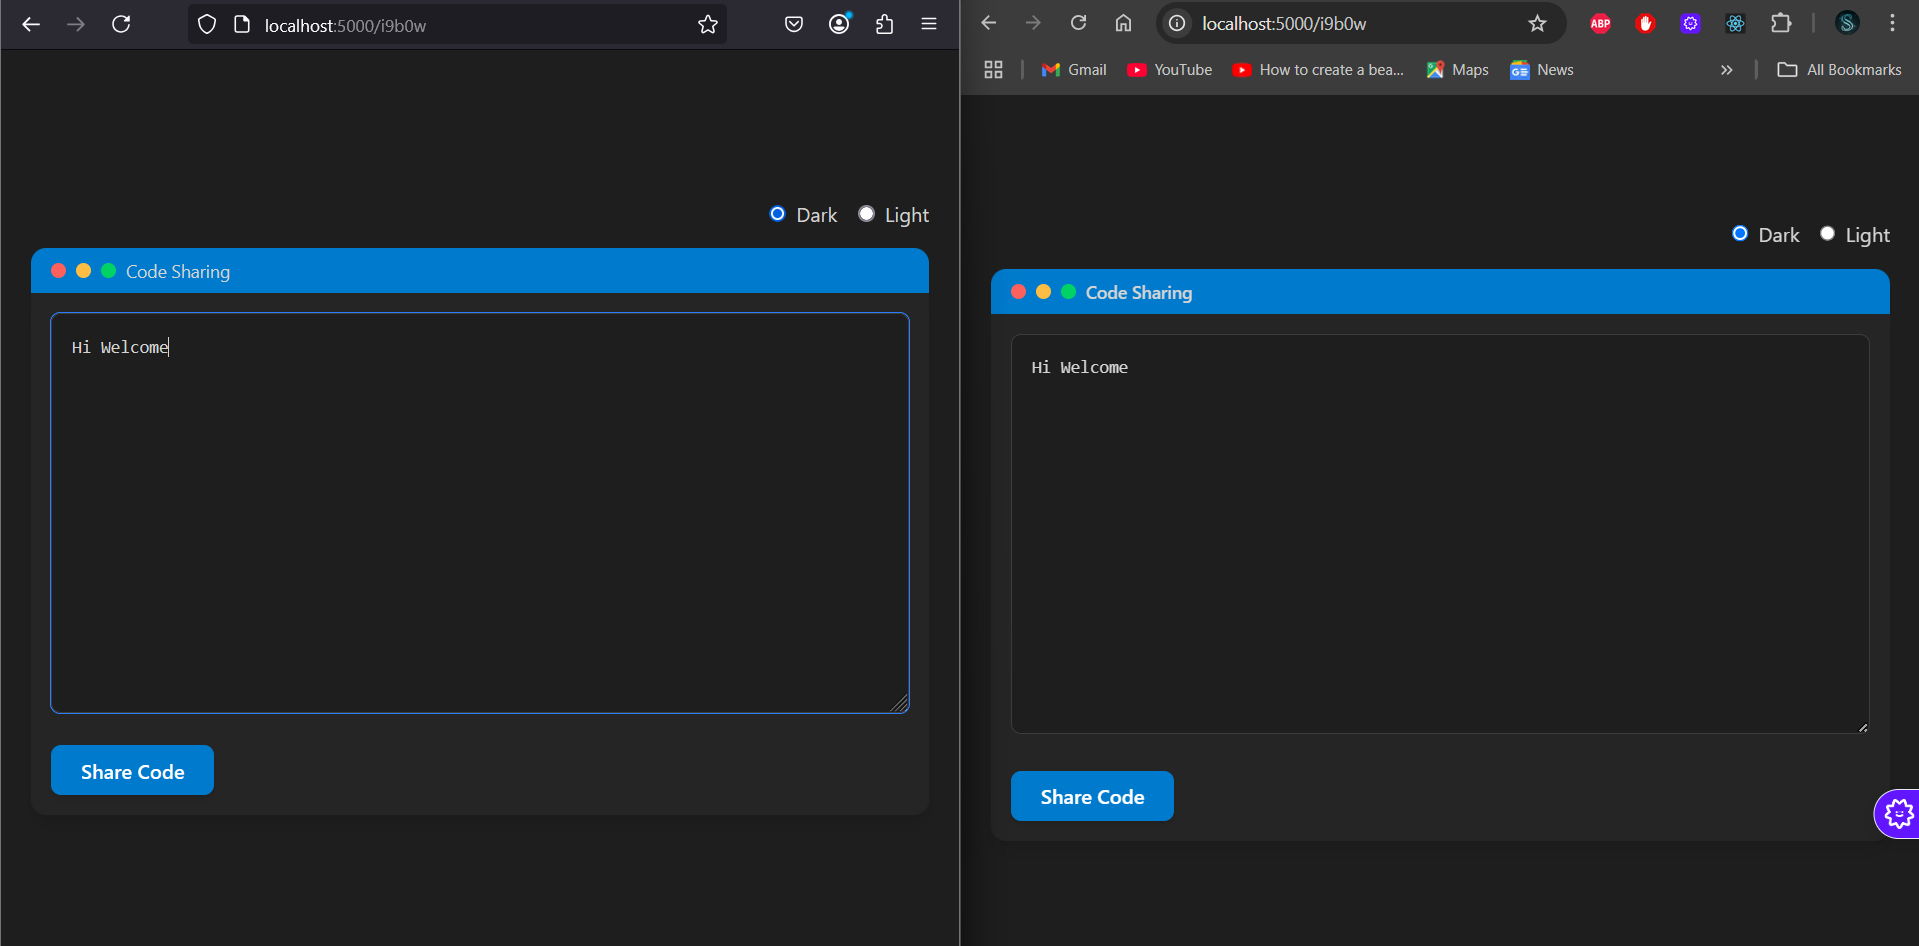 localhost:5000/i9b0w
Dark Light
Code Sharing
Hi Welcome
Share Code
localhost:5000/i9b0w
ABP
Gmail YouTube How to create a bea... Maps News » All Bookmarks
Dark Light
Code Sharing
Hi Welcome
Share Code